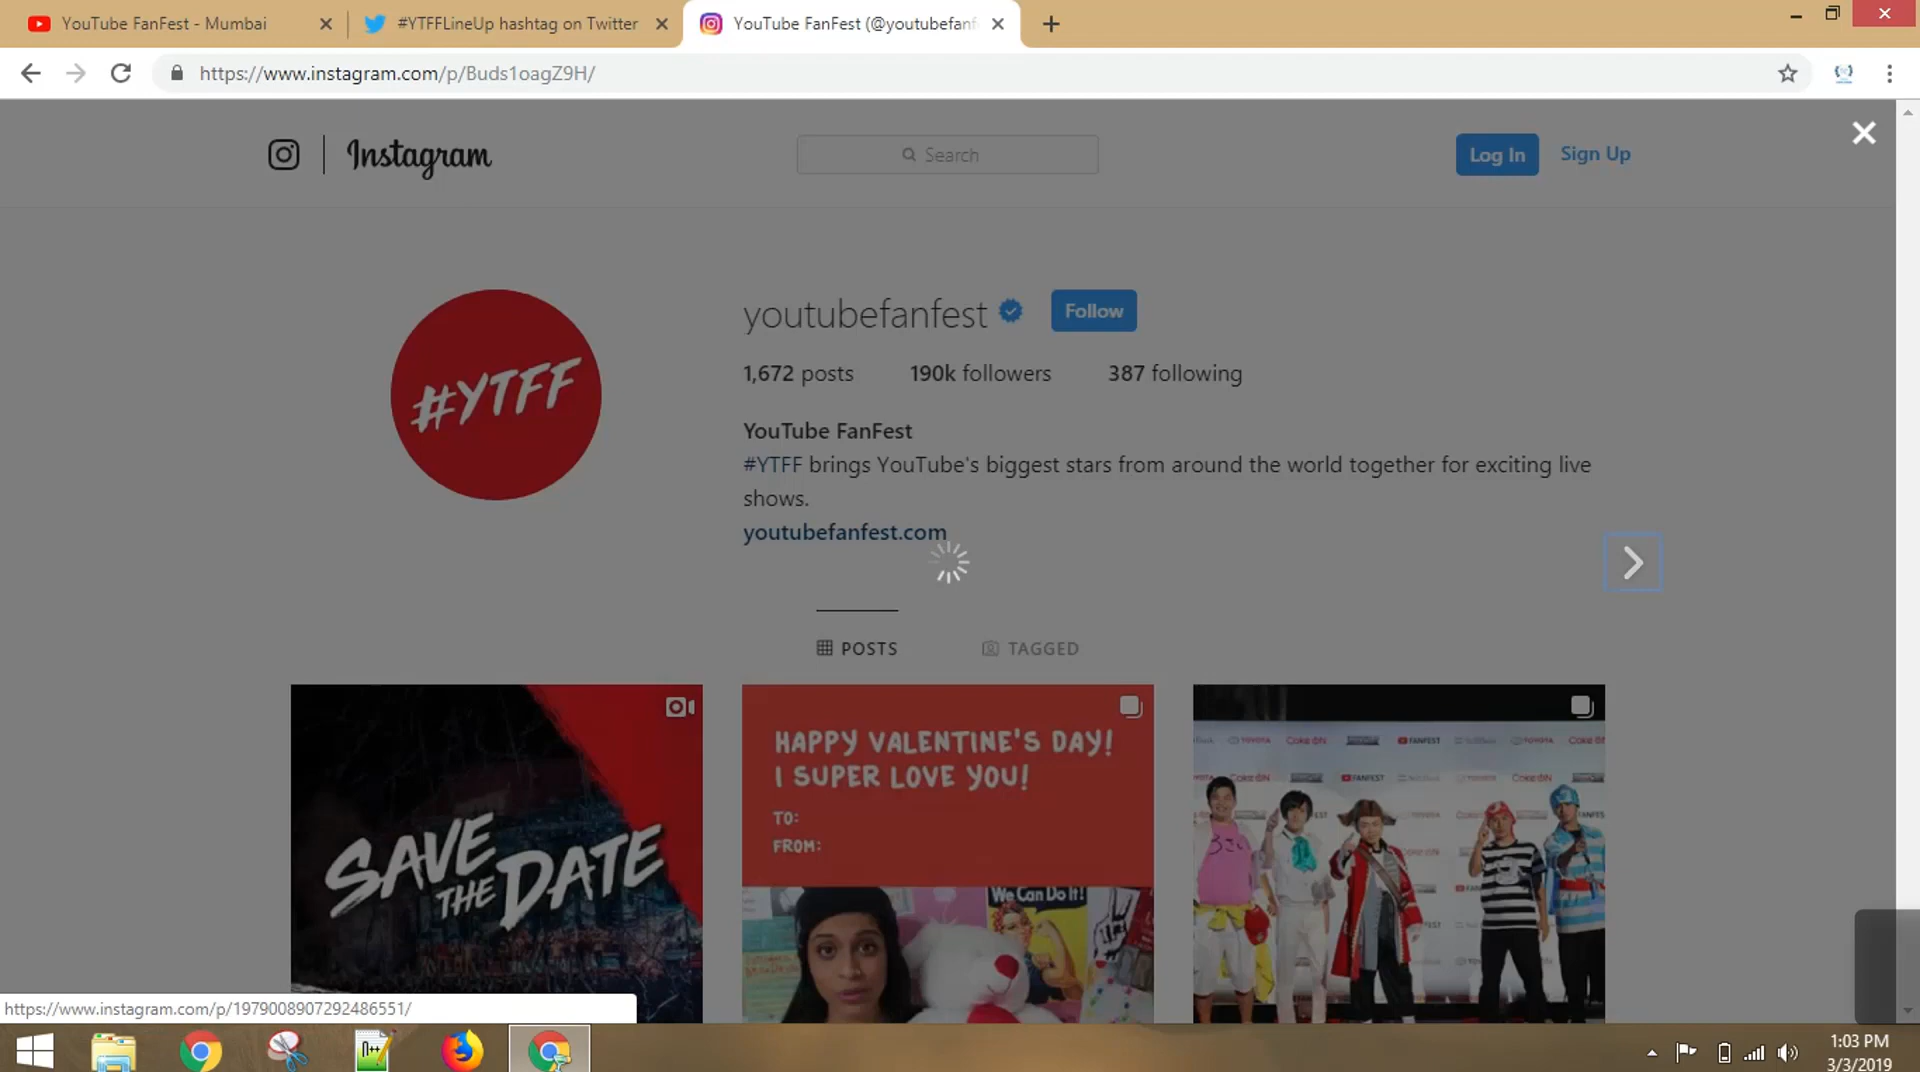 YouTube FanFest - Mumbai
#YTFFLineUp hashtag on Twitter
YouTube FanFest (@youtubefanf
https://www.instagram.com/p/Buds1oagZ9H/
Instagram
Search
Log In
Sign Up
#YTFF
youtubefanfest
Follow
1,672 posts
190k followers
387 following
YouTube FanFest
#YTFF brings YouTube's biggest stars from around the world together for exciting live
shows.
youtubefanfest.com
POSTS
TAGGED
SAVE
THE DATE
HAPPY VALENTINE'S DAY!
I SUPER LOVE YOU!
TO:
FROM:
We Can Do It!
TOYOTA
Coke ON
FANFEST
https://www.instagram.com/p/1979008907292486551/
1:03 PM
3/3/2019